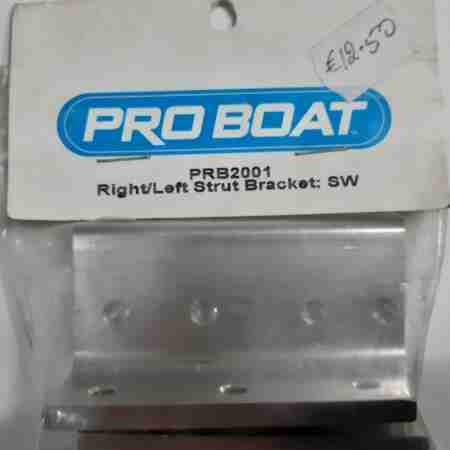 £12.50
PRO BOAT
PRB2001
Right/Left Strut Bracket: SW